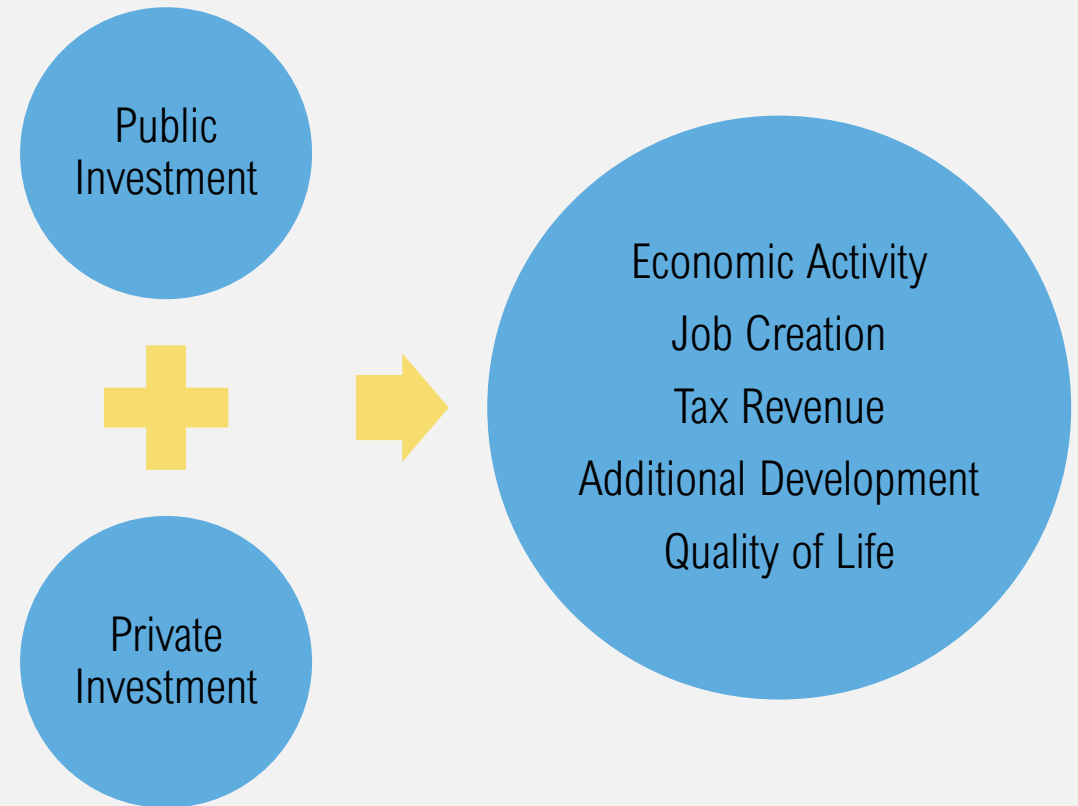 Public
Investment
Private
Investment
Economic Activity
Job Creation
Tax Revenue
Additional Development
Quality of Life